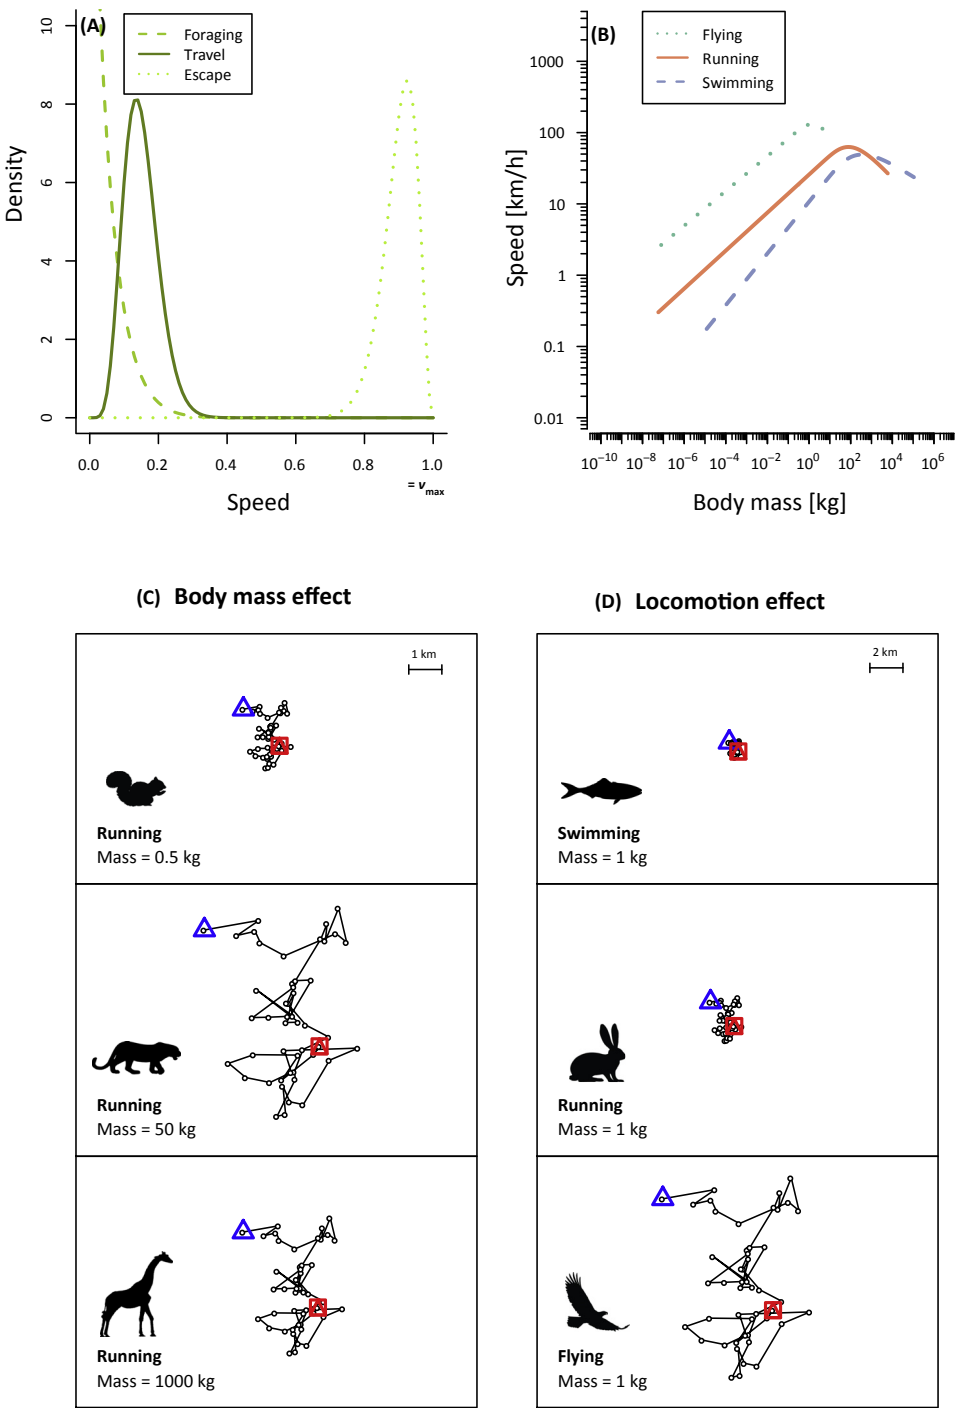 (A)
Foraging
Travel
Escape
Density
0
2
4
6
8
10
0.0 0.2 0.4 0.6 0.8 1.0
= vmax
Speed
(B)
Flying
Running
Swimming
Speed [km/h]
1000
100
10
1
0.1
0.01
10⁻¹⁰ 10⁻⁸ 10⁻⁶ 10⁻⁴ 10⁻² 10⁰ 10² 10⁴ 10⁶
Body mass [kg]
(C) Body mass effect
1 km
Running
Mass = 0.5 kg
Running
Mass = 50 kg
Running
Mass = 1000 kg
(D) Locomotion effect
2 km
Swimming
Mass = 1 kg
Running
Mass = 1 kg
Flying
Mass = 1 kg